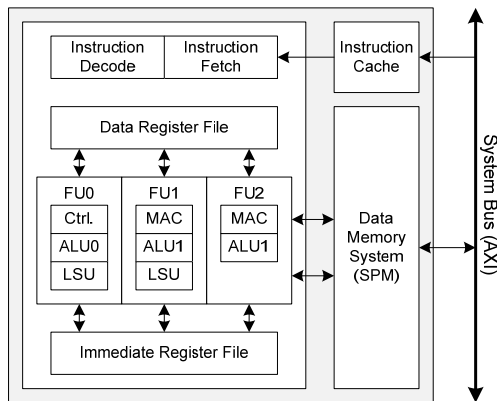 Instruction Decode
Instruction Fetch
Instruction Cache
Data Register File
FU0
FU1
FU2
Ctrl.
MAC
MAC
ALU0
ALU1
ALU1
LSU
LSU
Data
Memory
System
(SPM)
Immediate Register File
System Bus (AXI)